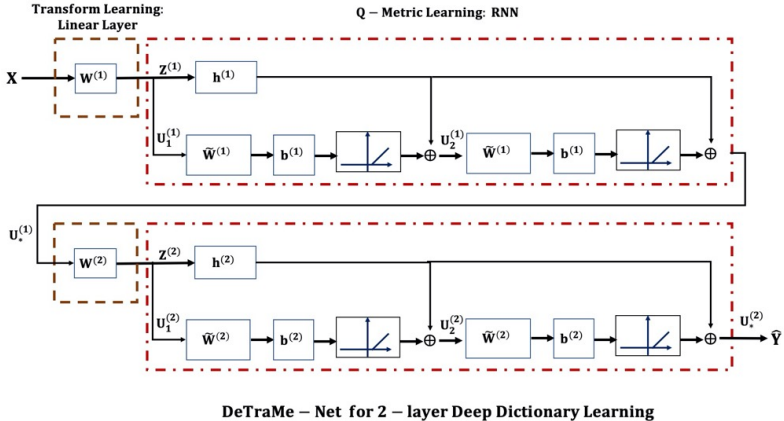 Transform Learning:
Linear Layer
Q − Metric Learning: RNN
X
W⁽¹⁾
Z⁽¹⁾
h⁽¹⁾
U₁⁽¹⁾
W̃⁽¹⁾
b⁽¹⁾
⊕
U₂⁽¹⁾
W̃⁽¹⁾
b⁽¹⁾
⊕
U*⁽¹⁾
W⁽²⁾
Z⁽²⁾
h⁽²⁾
U₁⁽²⁾
W̃⁽²⁾
b⁽²⁾
⊕
U₂⁽²⁾
W̃⁽²⁾
b⁽²⁾
⊕
U*⁽²⁾
Ŷ
DeTraMe − Net for 2 − layer Deep Dictionary Learning